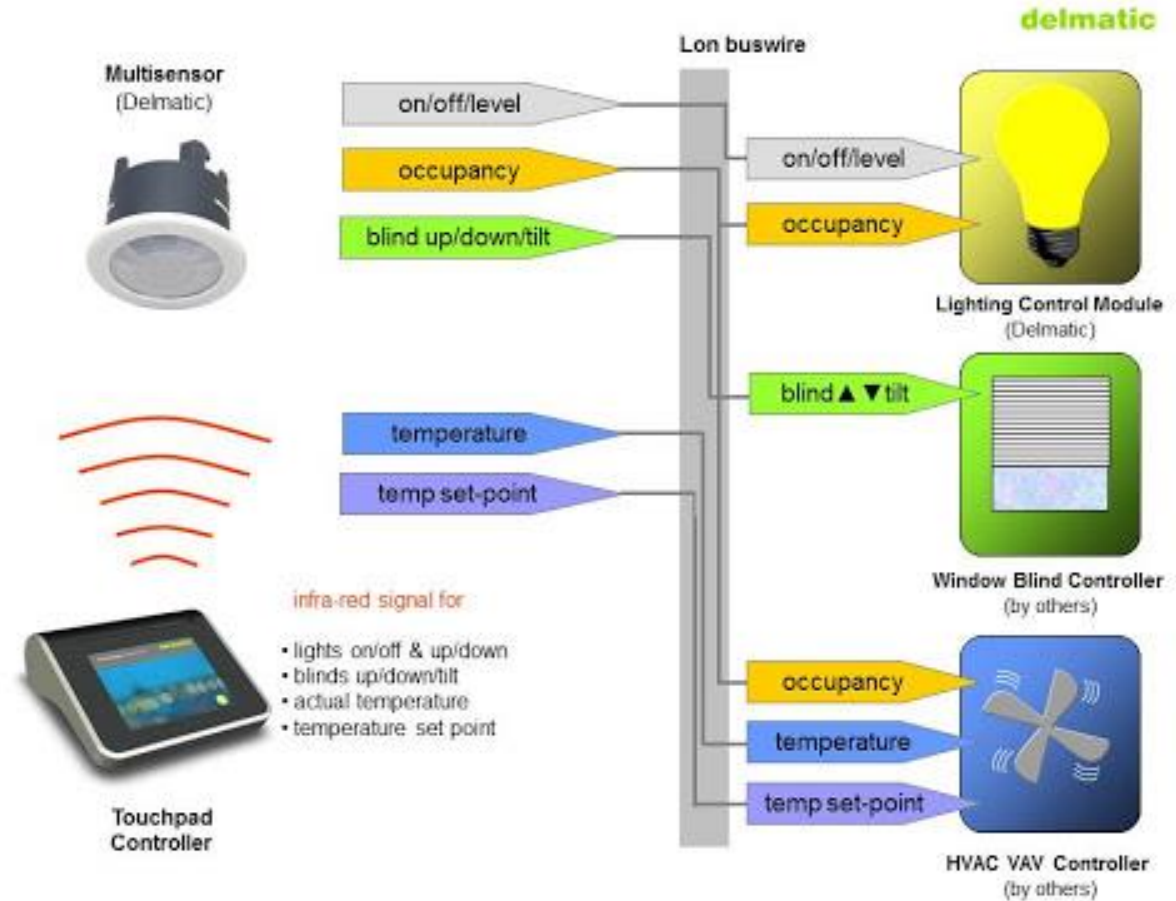 delmatic
Lon buswire
Multisensor
(Delmatic)
on/off/level
occupancy
blind up/down/tilt
temperature
temp set-point
on/off/level
occupancy
Lighting Control Module
(Delmatic)
blind ▲ ▼ tilt
Window Blind Controller
(by others)
occupancy
temperature
temp set-point
HVAC VAV Controller
(by others)
infra-red signal for
• lights on/off & up/down
• blinds up/down/tilt
• actual temperature
• temperature set point
Touchpad
Controller